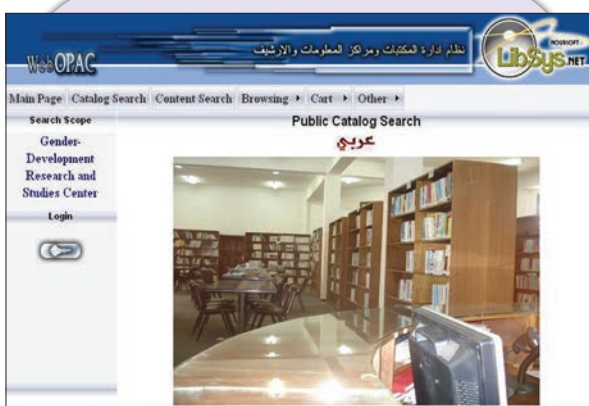 WebOPAC
نظام ادارة المكتبات ومراكز المعلومات والارشيف
NOURSOFT
LibSys.NET
Main Page Catalog Search Content Search Browsing Cart Other
Search Scope
Gender-
Development
Research and
Studies Center
Login
Public Catalog Search
عربي